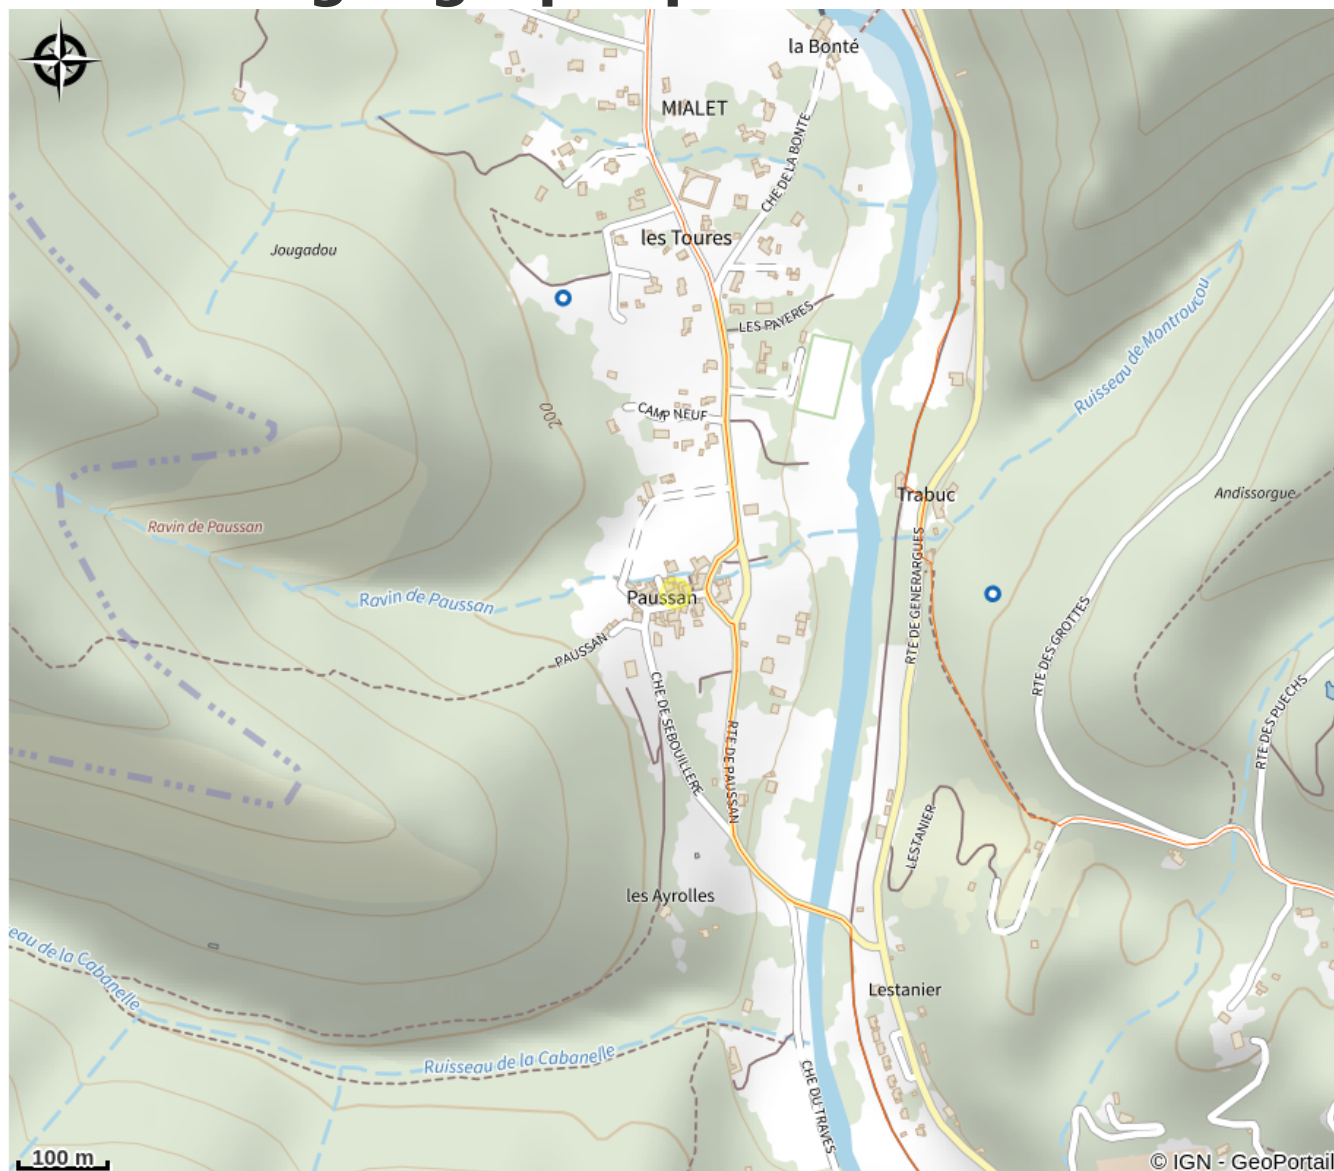 la Bonté
MIALET
CHE DE LA BONTE
les Toures
Jougadou
LES PAYERES
Ruisseau de Montroucou
200
CAMP NEUF
Trabuc
Andissorgue
Ravin de Paussan
RTE DE GENERARGUES
Ravin de Paussan
Paussan
PAUSSAN
RTE DES GROTTES
CHE DE SEBOUILLERE
RTE DE PAUSSAN
RTE DES PUECHS
LESTANIER
les Ayrolles
eau de la Cabanelle
Lestanier
Ruisseau de la Cabanelle
CHE DU TRAVES
100 m
© IGN - GeoPortail